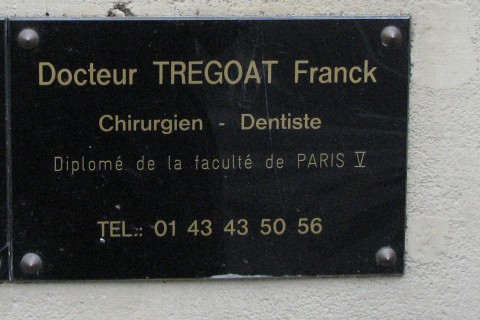 Docteur TREGOAT Franck
Chirurgien - Dentiste
Diplomé de la faculté de PARIS V
TEL.: 01 43 43 50 56